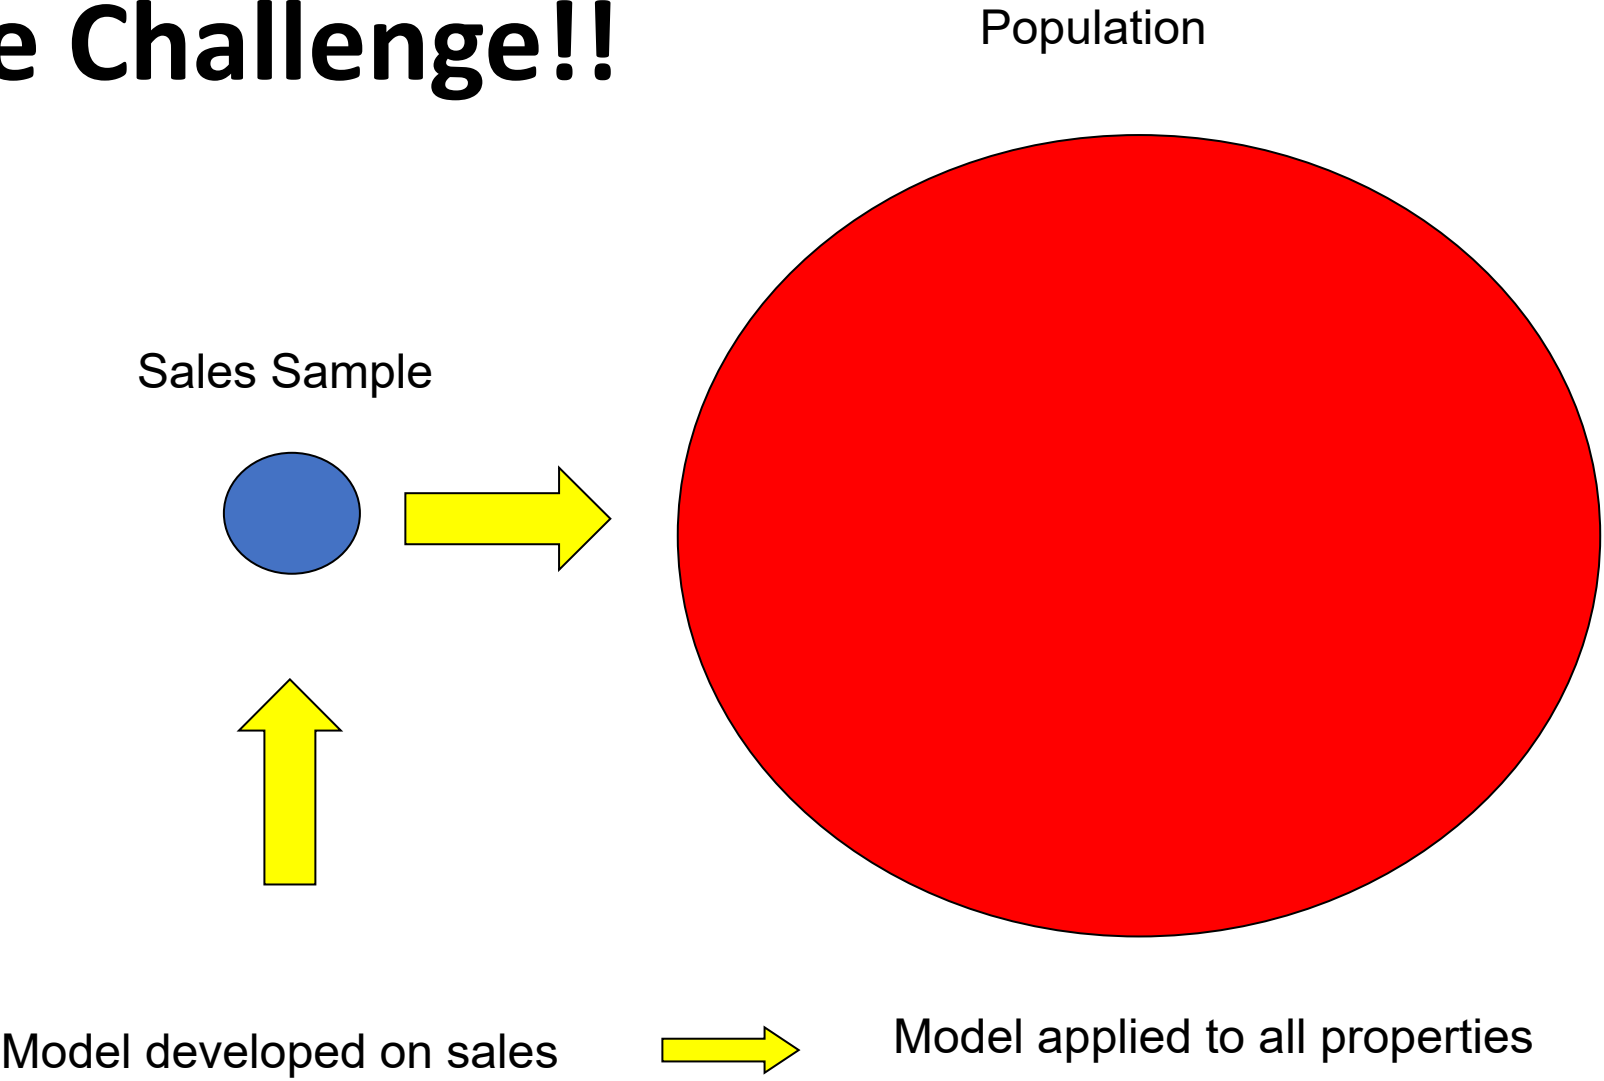 e Challenge!!
Population
Sales Sample
Model developed on sales
Model applied to all properties